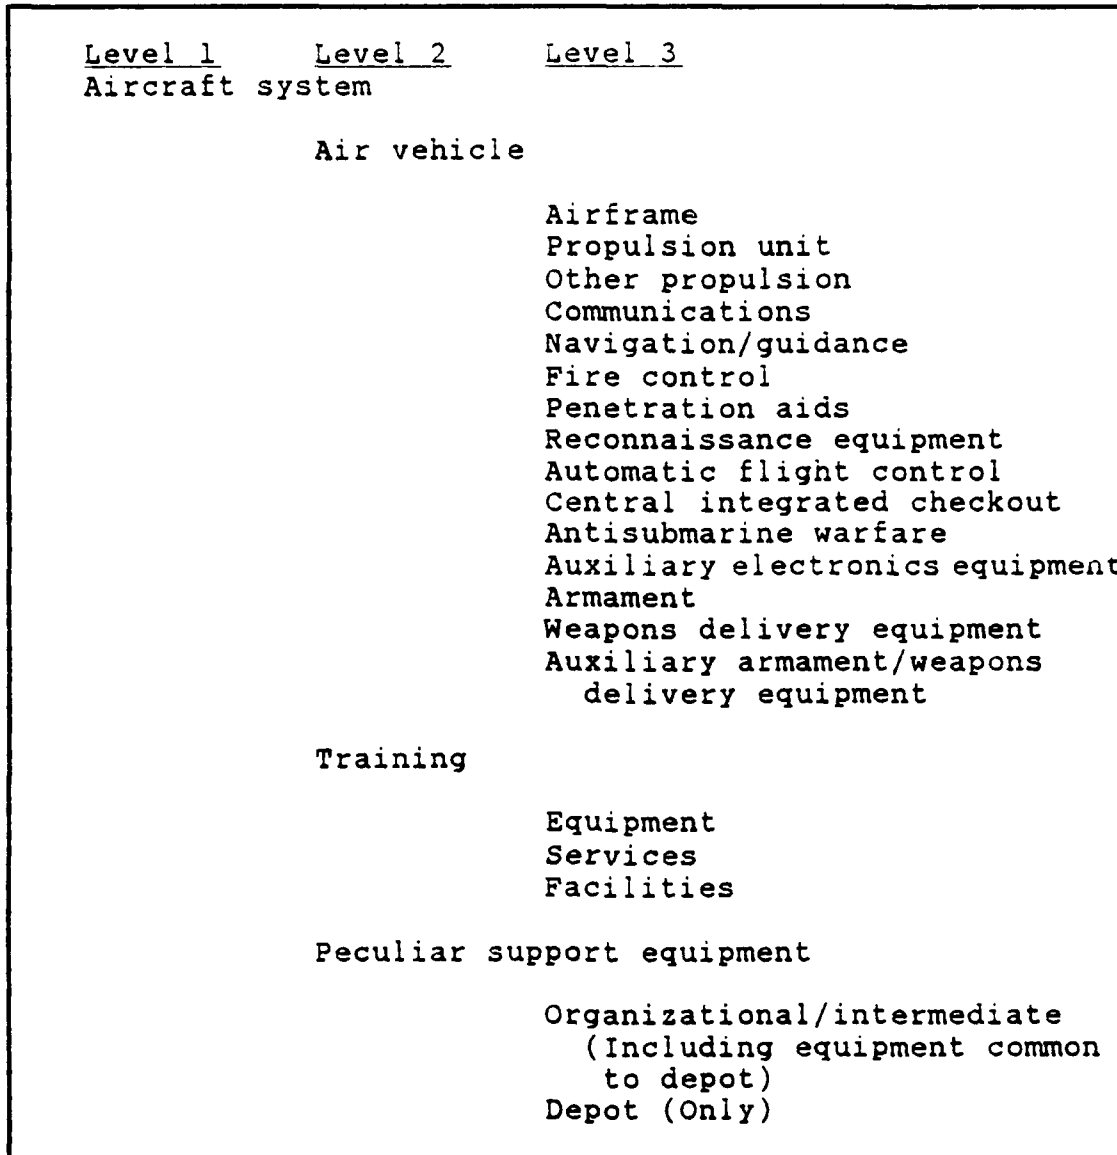 Level 1 Level 2 Level 3
Aircraft system
Air vehicle
Airframe
Propulsion unit
Other propulsion
Communications
Navigation/guidance
Fire control
Penetration aids
Reconnaissance equipment
Automatic flight control
Central integrated checkout
Antisubmarine warfare
Auxiliary electronics equipment
Armament
Weapons delivery equipment
Auxiliary armament/weapons
delivery equipment
Training
Equipment
Services
Facilities
Peculiar support equipment
Organizational/intermediate
(Including equipment common
to depot)
Depot (Only)